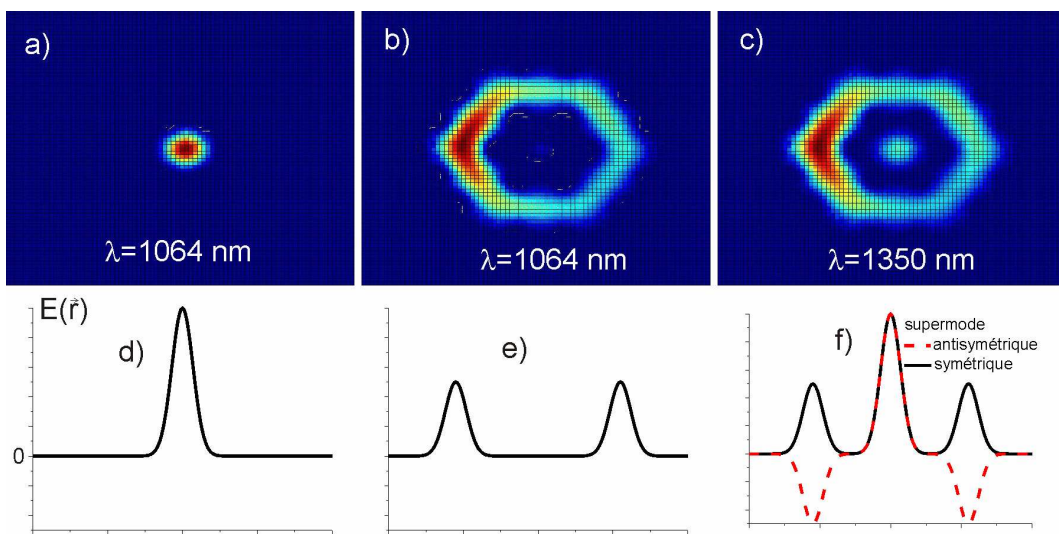 a)
b)
c)
λ=1064 nm
λ=1064 nm
λ=1350 nm
E(r⃗)
d)
e)
f)
supermode
antisymétrique
symétrique
0